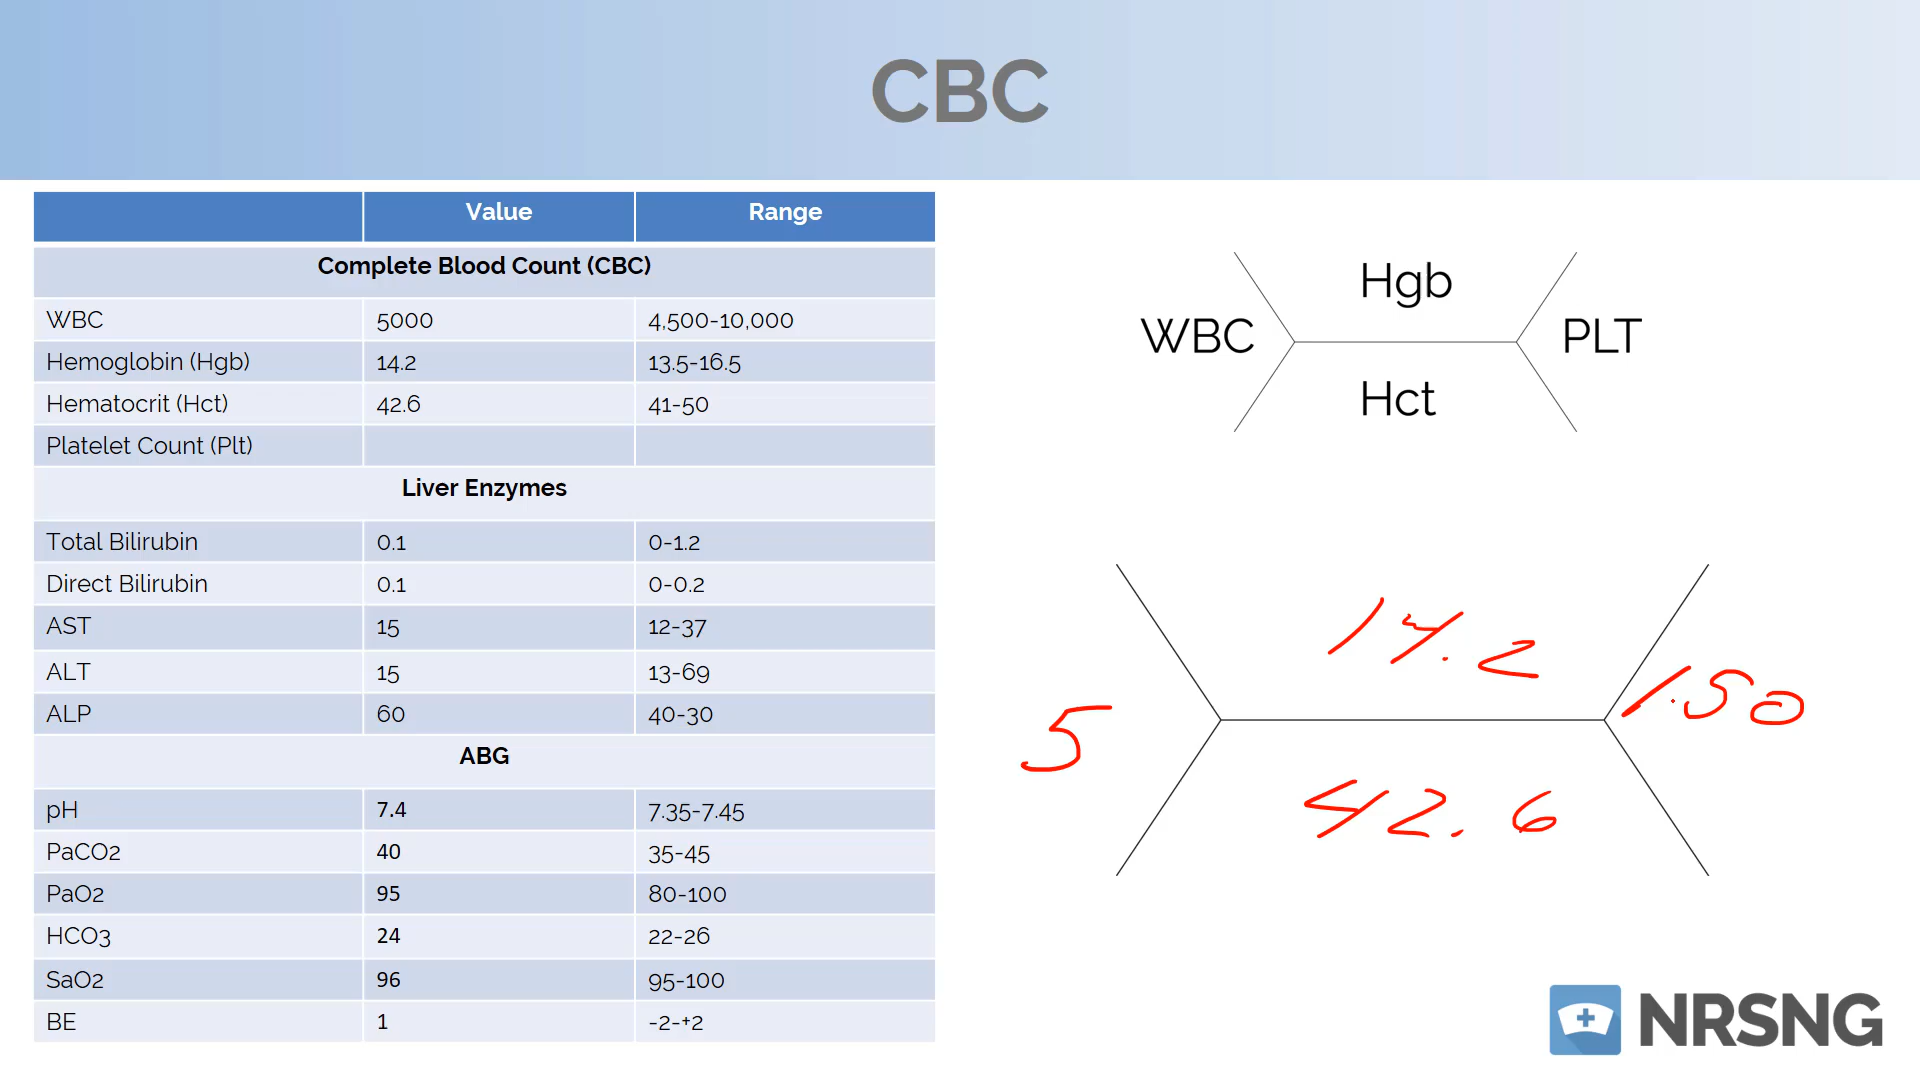 CBC
Value Range
Complete Blood Count (CBC)
WBC 5000 4,500-10,000
Hemoglobin (Hgb) 14.2 13.5-16.5
Hematocrit (Hct) 42.6 41-50
Platelet Count (Plt)
Liver Enzymes
Total Bilirubin 0.1 0-1.2
Direct Bilirubin 0.1 0-0.2
AST 15 12-37
ALT 15 13-69
ALP 60 40-30
ABG
pH 7.4 7.35-7.45
PaCO2 40 35-45
PaO2 95 80-100
HCO3 24 22-26
SaO2 96 95-100
BE 1 -2-+2
Hgb
WBC PLT
Hct
14.2
5 150
42.6
NRSNG